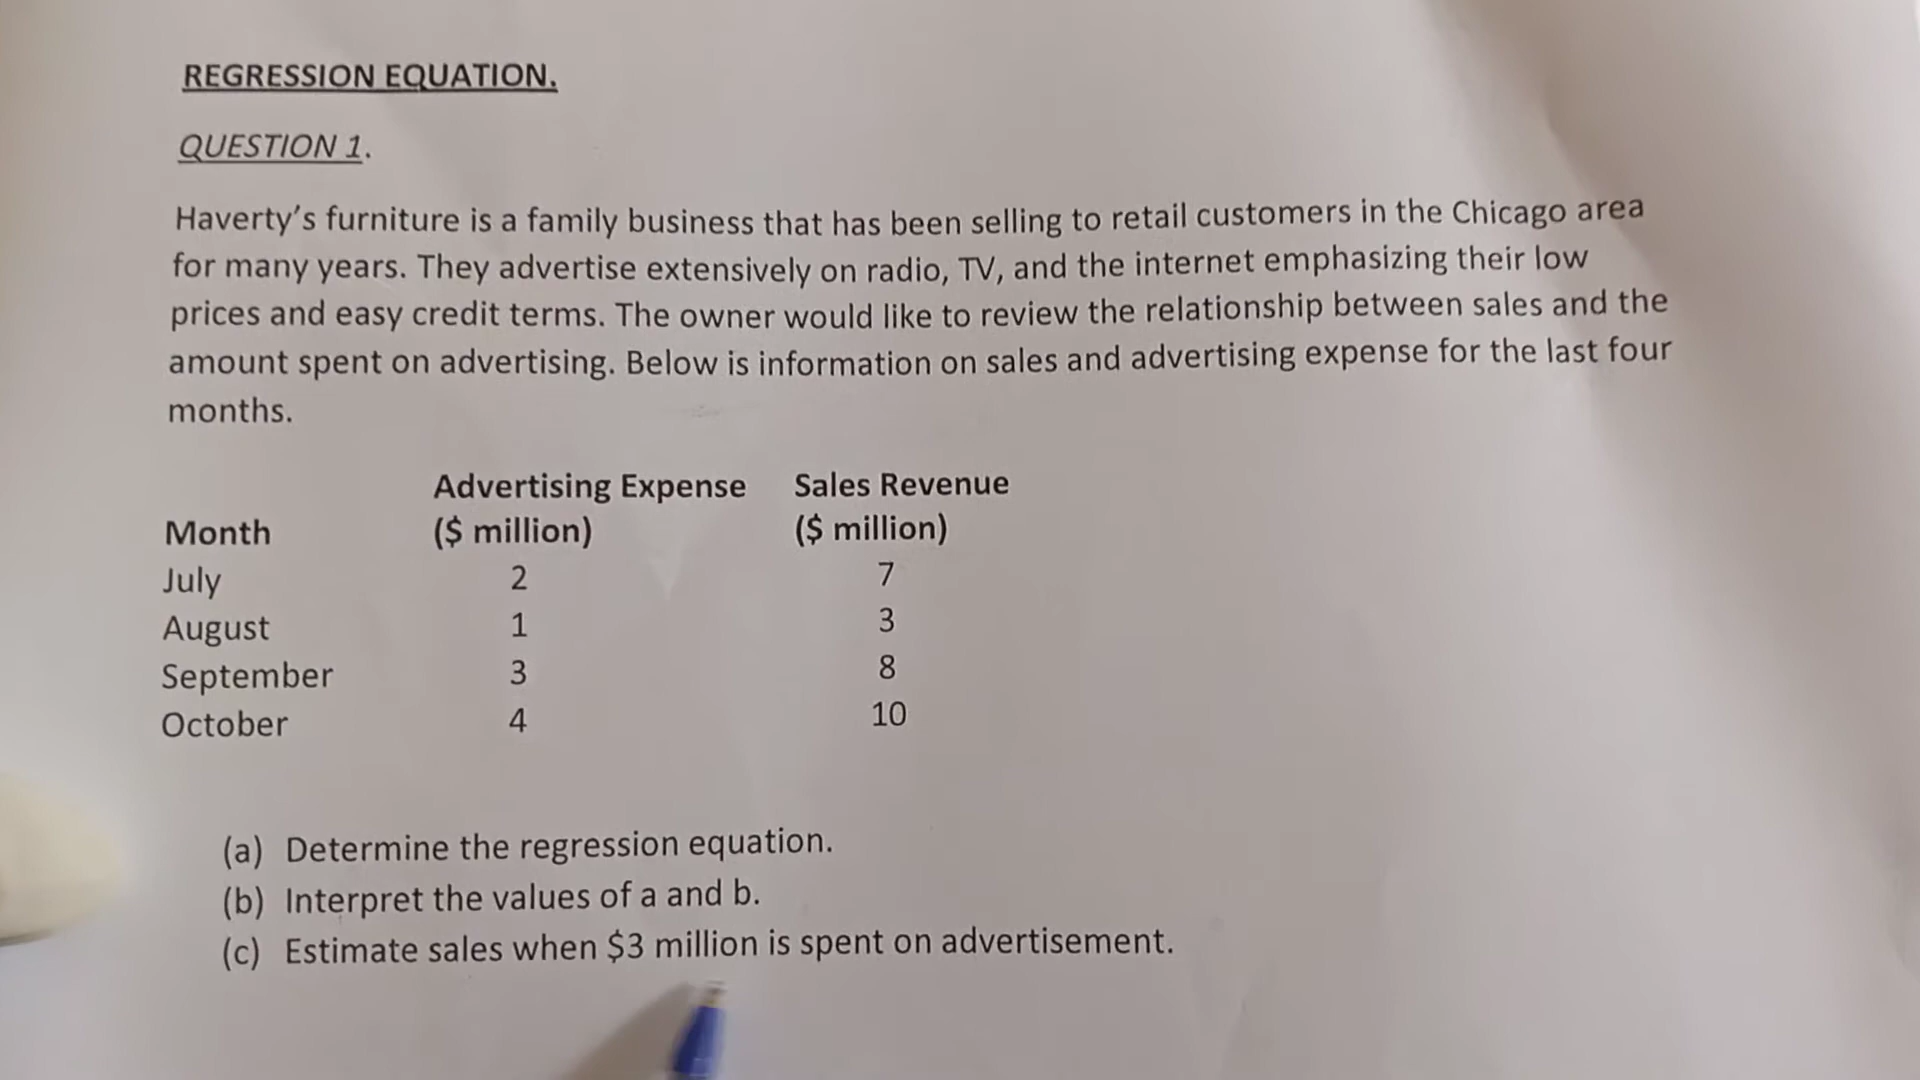 REGRESSION EQUATION.
QUESTION 1.
Haverty's furniture is a family business that has been selling to retail customers in the Chicago area
for many years. They advertise extensively on radio, TV, and the internet emphasizing their low
prices and easy credit terms. The owner would like to review the relationship between sales and the
amount spent on advertising. Below is information on sales and advertising expense for the last four
months.
Advertising Expense Sales Revenue
Month ($ million) ($ million)
July 2 7
August 1 3
September 3 8
October 4 10
(a) Determine the regression equation.
(b) Interpret the values of a and b.
(c) Estimate sales when $3 million is spent on advertisement.